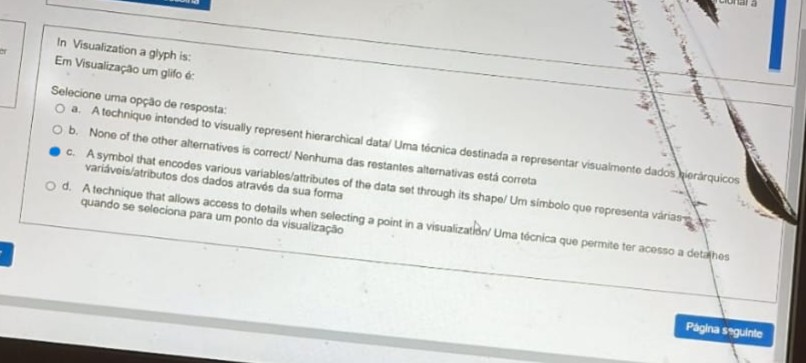 In Visualization a glyph is:
Em Visualização um glifo é:
Selecione uma opção de resposta:
a. A technique intended to visually represent hierarchical data/ Uma técnica destinada a representar visualmente dados hierárquicos
b. None of the other alternatives is correct/ Nenhuma das restantes alternativas está correta
c. A symbol that encodes various variables/attributes of the data set through its shape/ Um símbolo que representa várias
variáveis/atributos dos dados através da sua forma
d. A technique that allows access to details when selecting a point in a visualization/ Uma técnica que permite ter acesso a detalhes
quando se seleciona para um ponto da visualização
Página seguinte